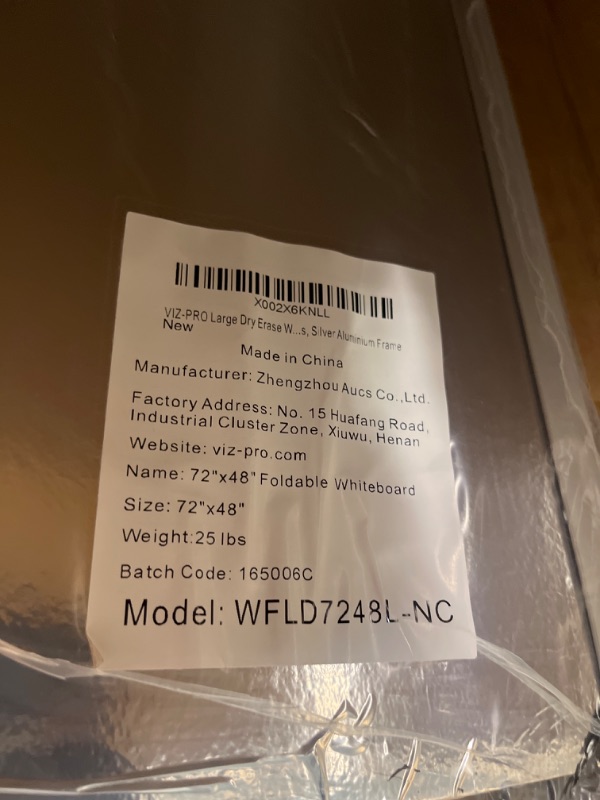 X002X6KNLL
VIZ-PRO Large Dry Erase W...s, Silver Aluminium Frame
New
Made in China
Manufacturer: Zhengzhou Aucs Co.,Ltd.
Factory Address: No. 15 Huafang Road,
Industrial Cluster Zone, Xiuwu, Henan
Website: viz-pro.com
Name: 72"x48" Foldable Whiteboard
Size: 72"x48"
Weight:25 lbs
Batch Code: 165006C
Model: WFLD7248L-NC